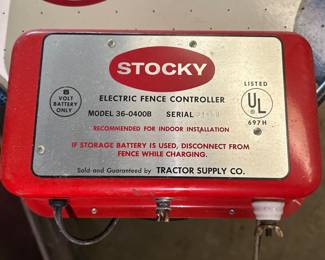 STOCKY
6
VOLT
BATTERY
ONLY
ELECTRIC FENCE CONTROLLER
LISTED
UL
697H
MODEL 36-0400B SERIAL
RECOMMENDED FOR INDOOR INSTALLATION
IF STORAGE BATTERY IS USED, DISCONNECT FROM
FENCE WHILE CHARGING.
Sold and Guaranteed by TRACTOR SUPPLY CO.